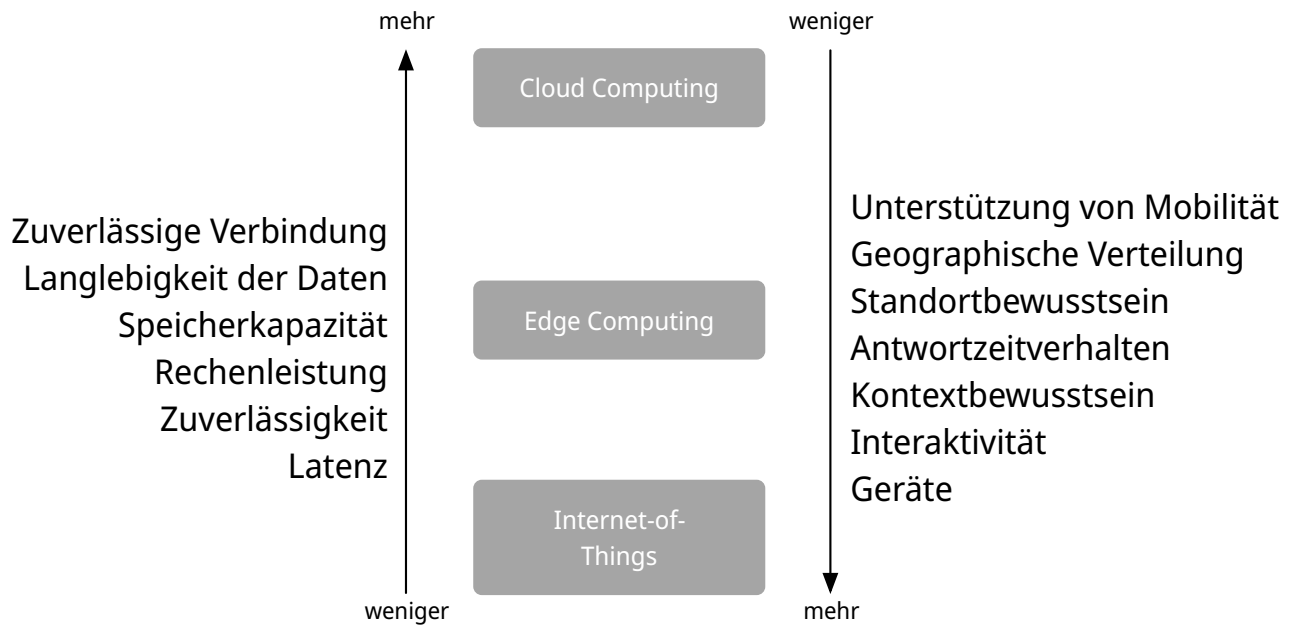 mehr
weniger
Cloud Computing
Zuverlässige Verbindung
Langlebigkeit der Daten
Speicherkapazität
Rechenleistung
Zuverlässigkeit
Latenz
Edge Computing
Unterstützung von Mobilität
Geographische Verteilung
Standortbewusstsein
Antwortzeitverhalten
Kontextbewusstsein
Interaktivität
Geräte
Internet-of-
Things
weniger
mehr